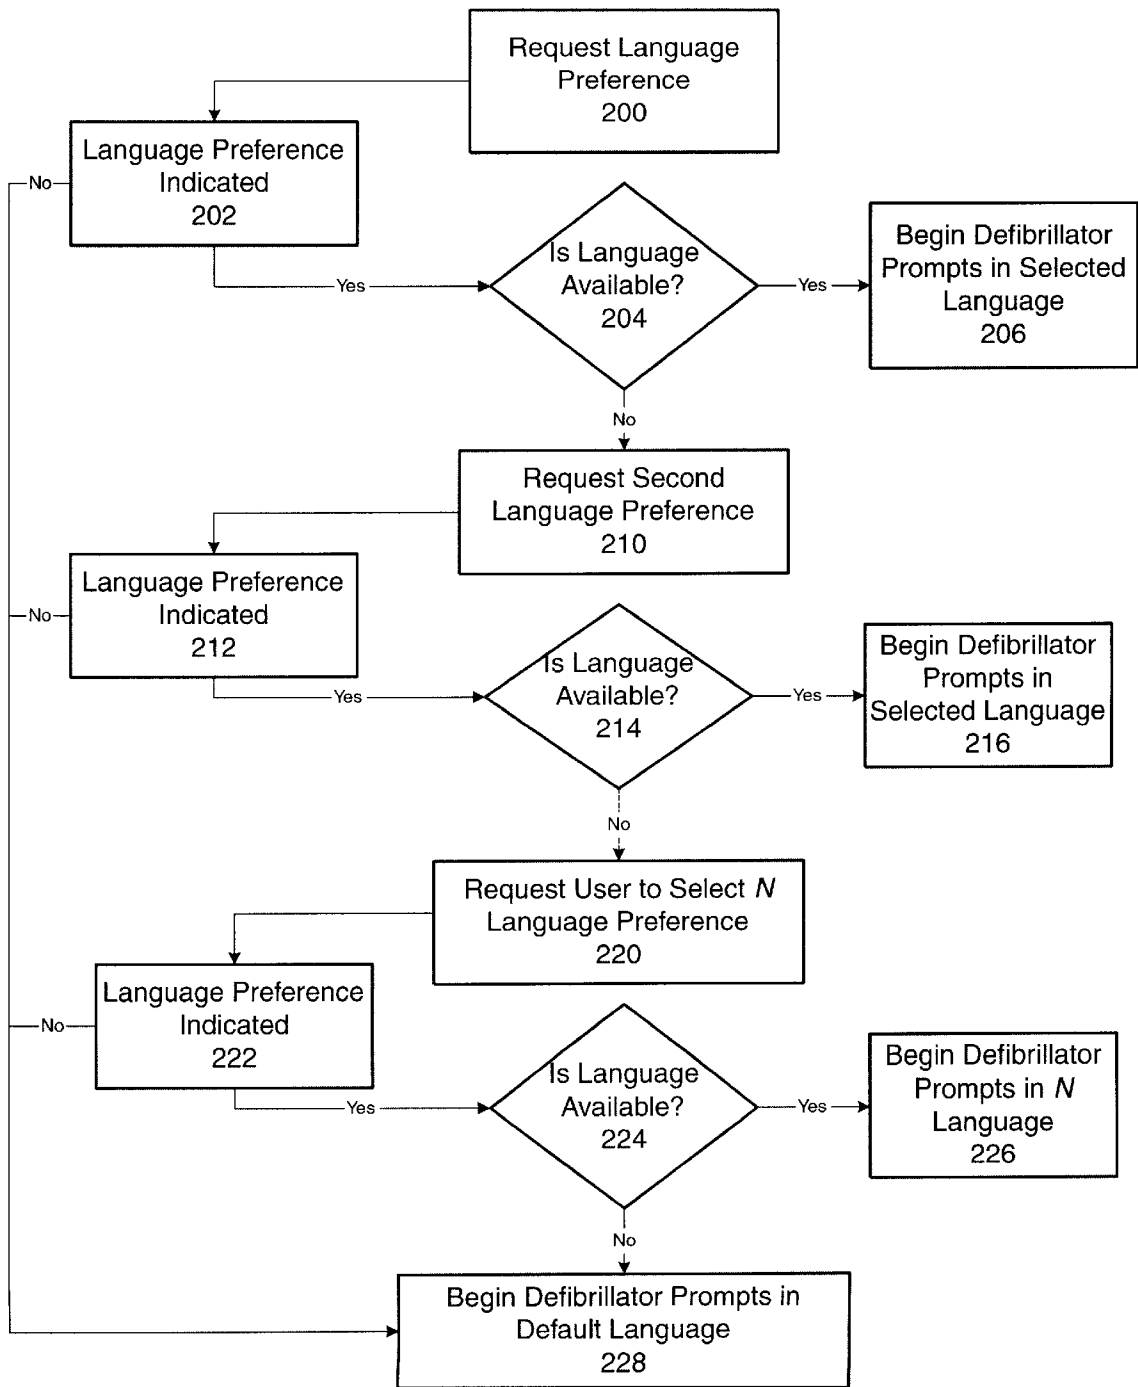 Request Language
Preference
200
Language Preference
Indicated
202
No
Yes
Is Language
Available?
204
Yes
Begin Defibrillator
Prompts in Selected
Language
206
No
Request Second
Language Preference
210
Language Preference
Indicated
212
No
Yes
Is Language
Available?
214
Yes
Begin Defibrillator
Prompts in
Selected Language
216
No
Request User to Select N
Language Preference
220
Language Preference
Indicated
222
No
Yes
Is Language
Available?
224
Yes
Begin Defibrillator
Prompts in N
Language
226
No
Begin Defibrillator Prompts in
Default Language
228